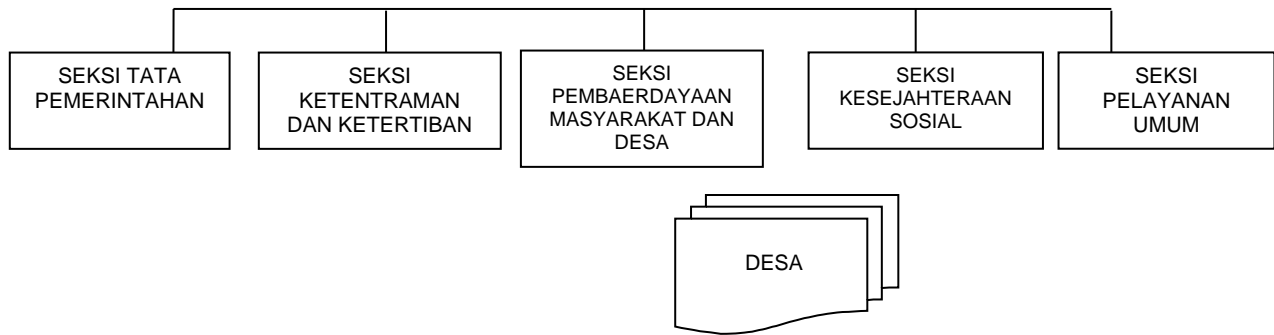 SEKSI TATA
PEMERINTAHAN
SEKSI
KETENTRAMAN
DAN KETERTIBAN
SEKSI
PEMBAERDAYAAN
MASYARAKAT DAN
DESA
SEKSI
KESEJAHTERAAN
SOSIAL
SEKSI
PELAYANAN
UMUM
DESA